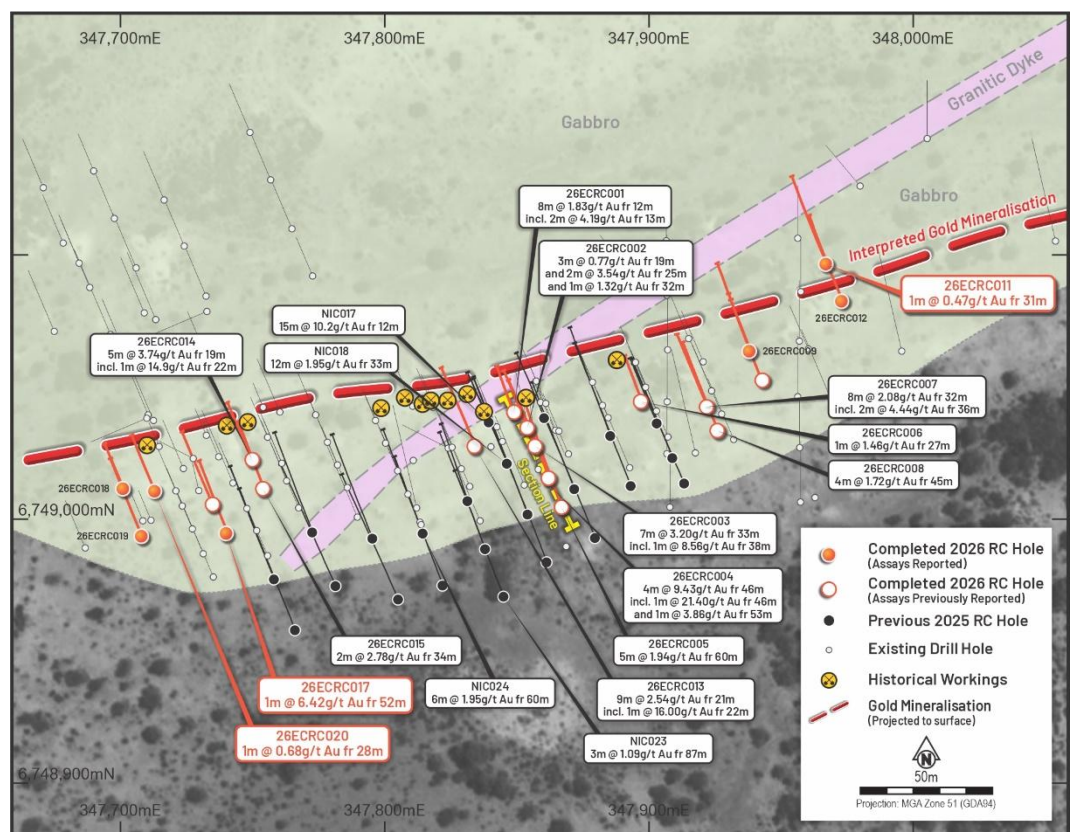 347,700mE
347,800mE
347,900mE
348,000mE
Granitic Dyke
Gabbro
Gabbro
Interpreted Gold Mineralisation
26ECRC001
8m @ 1.83g/t Au fr 12m
incl. 2m @ 4.19g/t Au fr 13m
26ECRC002
3m @ 0.77g/t Au fr 19m
and 2m @ 3.54g/t Au fr 25m
and 1m @ 1.32g/t Au fr 32m
26ECRC011
1m @ 0.47g/t Au fr 31m
26ECRC012
NIC017
15m @ 10.2g/t Au fr 12m
26ECRC014
5m @ 3.74g/t Au fr 19m
incl. 1m @ 14.9g/t Au fr 22m
NIC018
12m @ 1.95g/t Au fr 33m
26ECRC009
26ECRC007
8m @ 2.08g/t Au fr 32m
incl. 2m @ 4.44g/t Au fr 36m
26ECRC006
1m @ 1.46g/t Au fr 27m
26ECRC008
4m @ 1.72g/t Au fr 45m
Section Line
26ECRC018
6,749,000mN
26ECRC019
26ECRC003
7m @ 3.20g/t Au fr 33m
incl. 1m @ 8.56g/t Au fr 38m
26ECRC004
4m @ 9.43g/t Au fr 46m
incl. 1m @ 21.40g/t Au fr 46m
and 1m @ 3.86g/t Au fr 53m
26ECRC015
2m @ 2.78g/t Au fr 34m
26ECRC005
5m @ 1.94g/t Au fr 60m
26ECRC017
1m @ 6.42g/t Au fr 52m
NIC024
6m @ 1.95g/t Au fr 60m
26ECRC013
9m @ 2.54g/t Au fr 21m
incl. 1m @ 16.00g/t Au fr 22m
26ECRC020
1m @ 0.68g/t Au fr 28m
NIC023
3m @ 1.09g/t Au fr 87m
6,748,900mN
347,700mE
347,800mE
347,900mE
Completed 2026 RC Hole
(Assays Reported)
Completed 2026 RC Hole
(Assays Previously Reported)
Previous 2025 RC Hole
Existing Drill Hole
Historical Workings
Gold Mineralisation
(Projected to surface)
N
50m
Projection: MGA Zone 51 (GDA94)